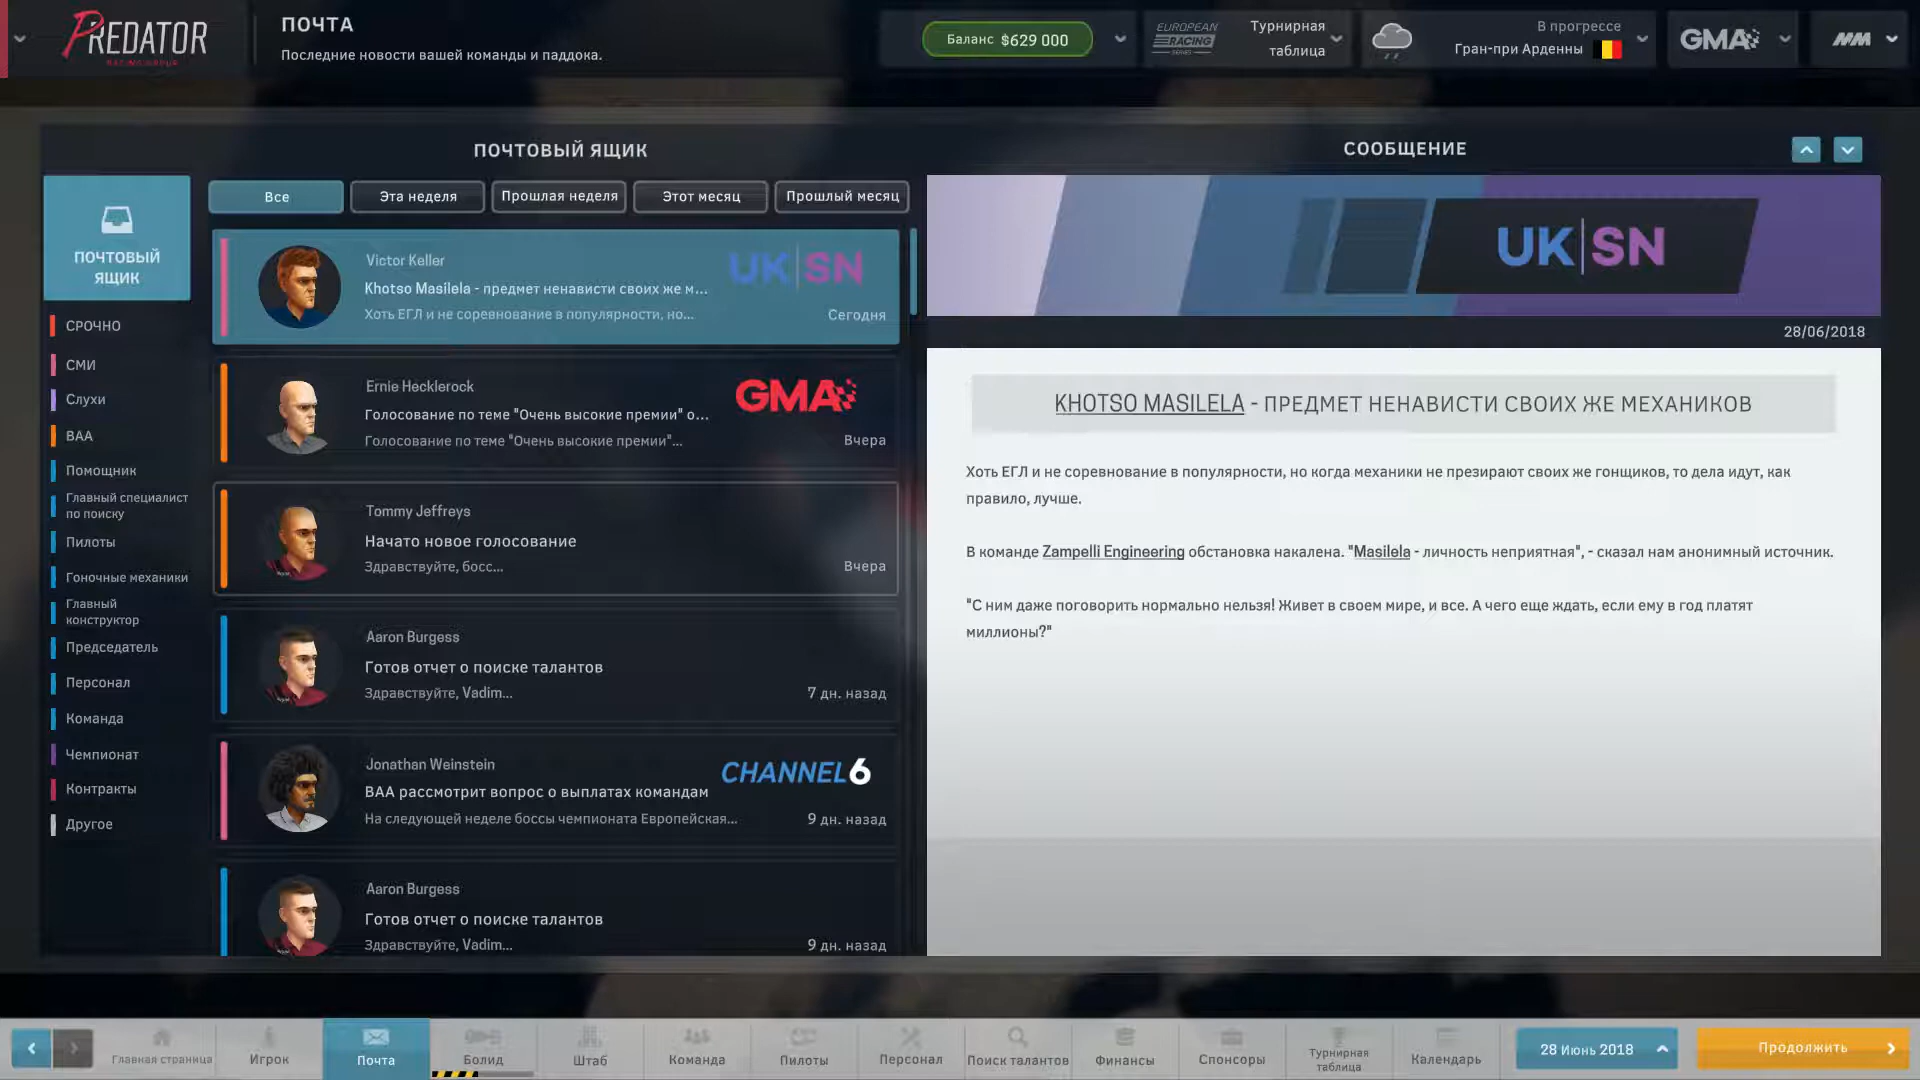 PREDATOR
RACING GROUP
ПОЧТА
Последние новости вашей команды и паддока.
Баланс $629 000
EUROPEAN
RACING
SERIES
Турнирная
таблица
В прогрессе
Гран-при Арденны
GMA
ПОЧТОВЫЙ ЯЩИК
СООБЩЕНИЕ
ПОЧТОВЫЙ
ЯЩИК
СРОЧНО
СМИ
Слухи
ВАА
Помощник
Главный специалист
по поиску
Пилоты
Гоночные механики
Главный
конструктор
Председатель
Персонал
Команда
Чемпионат
Контракты
Другое
Все
Эта неделя
Прошлая неделя
Этот месяц
Прошлый месяц
Victor Keller
UK|SN
Khotso Masilela - предмет ненависти своих же м...
Хоть ЕГЛ и не соревнование в популярности, но...
Сегодня
Ernie Hecklerock
GMA
Голосование по теме "Очень высокие премии" о...
Голосование по теме "Очень высокие премии"...
Вчера
Tommy Jeffreys
Начато новое голосование
Здравствуйте, босс...
Вчера
Aaron Burgess
Готов отчет о поиске талантов
Здравствуйте, Vadim...
7 дн. назад
Jonathan Weinstein
CHANNEL6
ВАА рассмотрит вопрос о выплатах командам
На следующей неделе боссы чемпионата Европейская...
9 дн. назад
Aaron Burgess
Готов отчет о поиске талантов
Здравствуйте, Vadim...
9 дн. назад
UK|SN
28/06/2018
KHOTSO MASILELA - ПРЕДМЕТ НЕНАВИСТИ СВОИХ ЖЕ МЕХАНИКОВ
Хоть ЕГЛ и не соревнование в популярности, но когда механики не презирают своих же гонщиков, то дела идут, как
правило, лучше.
В команде Zampelli Engineering обстановка накалена. "Masilela - личность неприятная", - сказал нам анонимный источник.
"С ним даже поговорить нормально нельзя! Живет в своем мире, и все. А чего еще ждать, если ему в год платят
миллионы?"
Главная страница
Игрок
Почта
Болид
Штаб
Команда
Пилоты
Персонал
Поиск талантов
Финансы
Спонсоры
Турнирная
таблица
Календарь
28 Июнь 2018
Продолжить